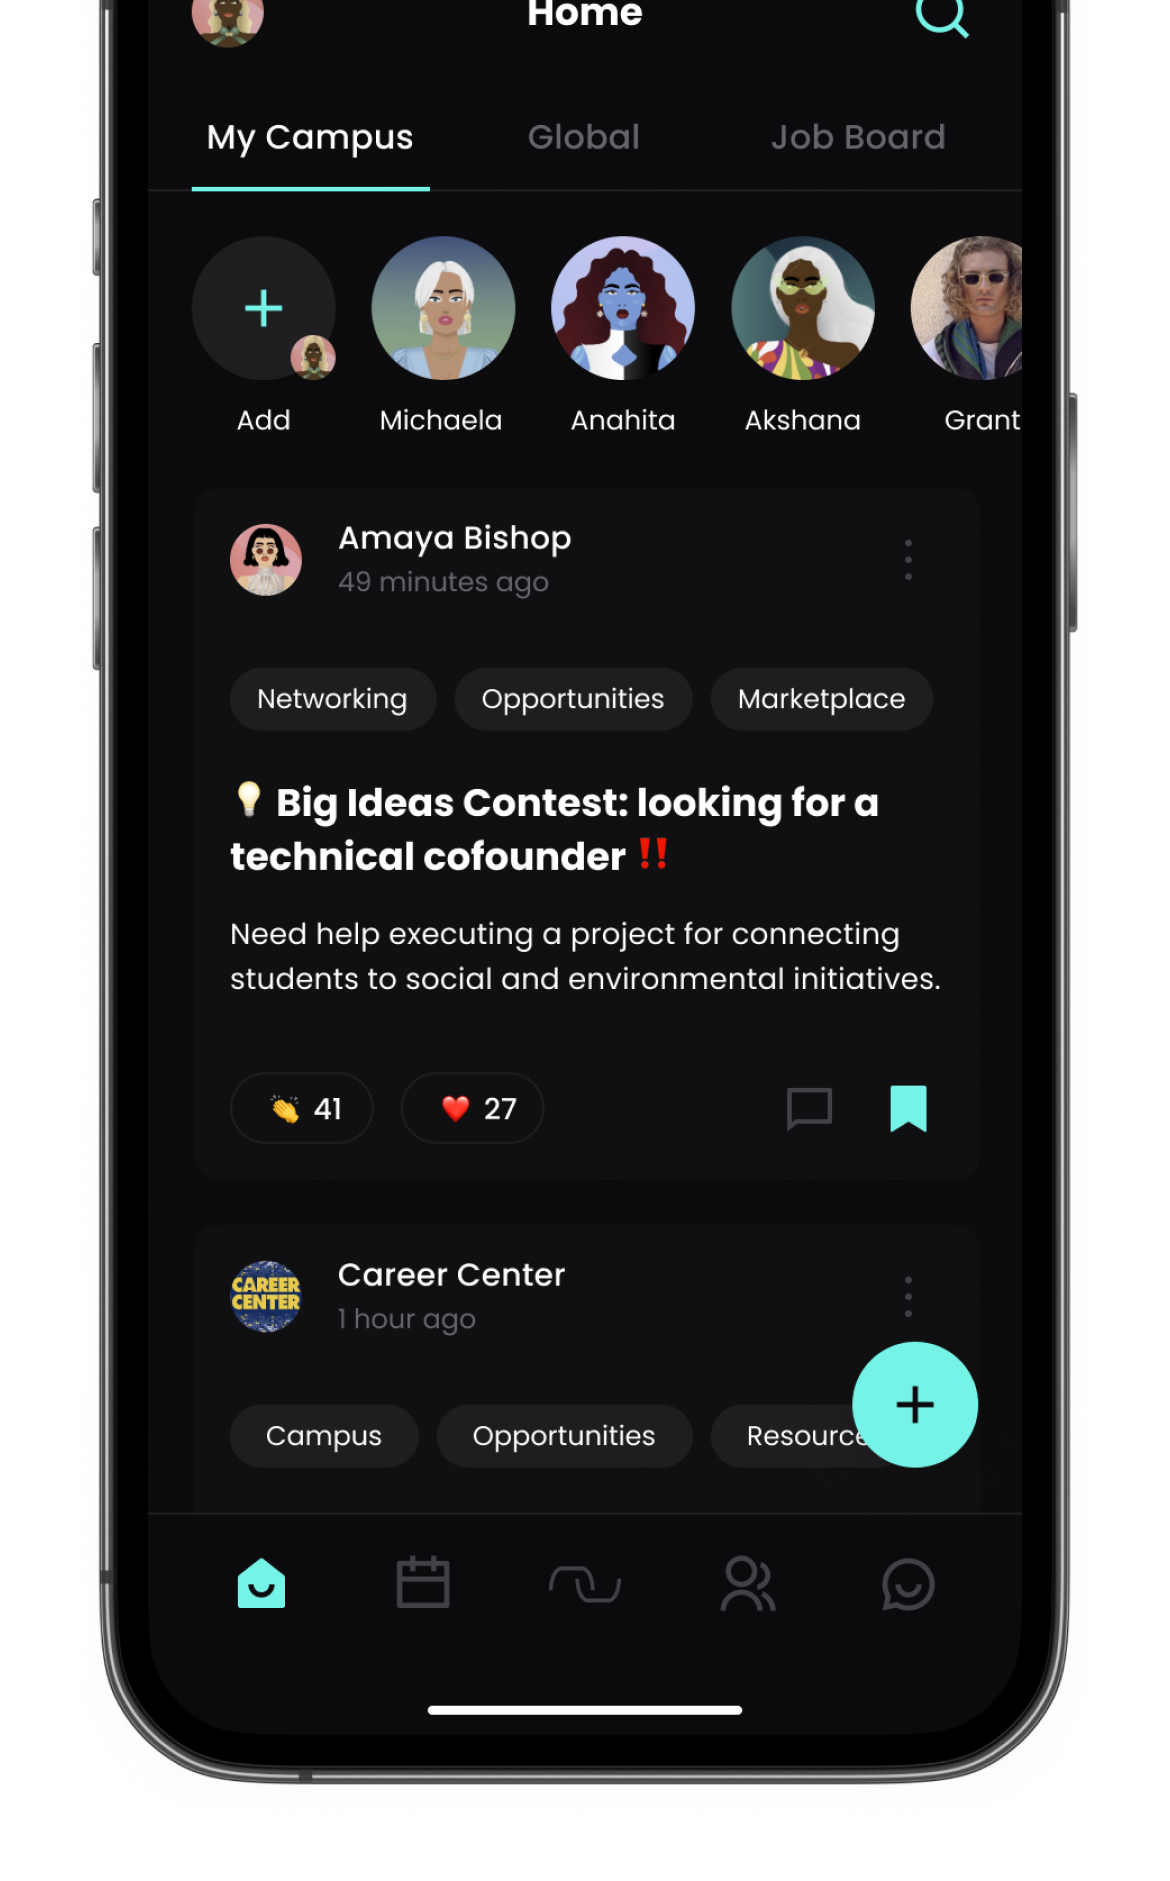 Home
My Campus Global Job Board
Add Michaela Anahita Akshana Grant
Amaya Bishop
49 minutes ago
Networking Opportunities Marketplace
💡 Big Ideas Contest: looking for a
technical cofounder ‼️
Need help executing a project for connecting
students to social and environmental initiatives.
👏 41 ❤️ 27
CAREER
CENTER
Career Center
1 hour ago
Campus Opportunities Resource